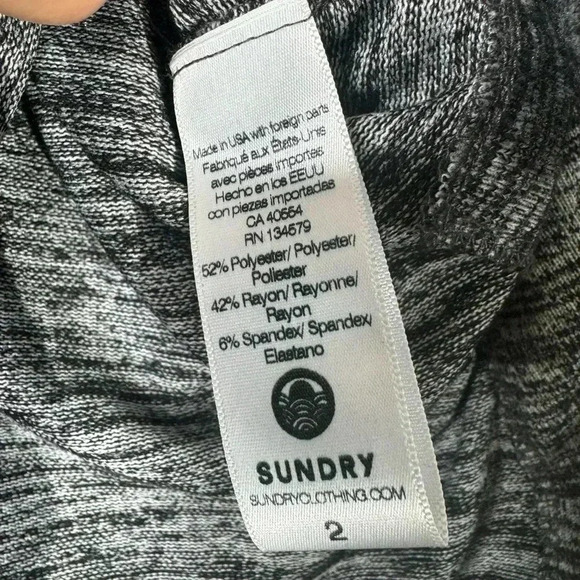 Made in USA with foreign parts
Fabriqué aux États-Unis
avec pièces importées
Hecho en los EEUU
con piezas importadas
CA 40554
RN 134579
52% Polyester/ Polyester/
Poliester
42% Rayon/ Rayonne/
Rayon
6% Spandex/ Spandex/
Elastano
SUNDRY
SUNDRYCLOTHING.COM
2